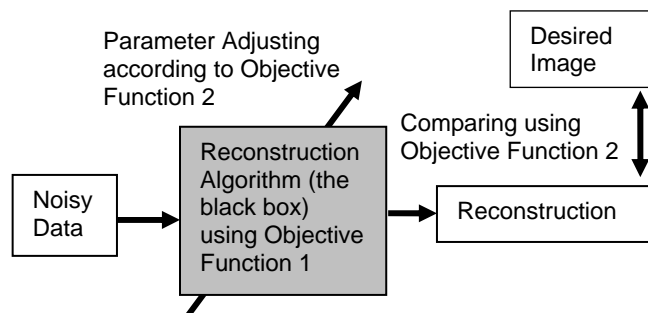 Parameter Adjusting
according to Objective
Function 2
Desired
Image
Comparing using
Objective Function 2
Reconstruction
Algorithm (the
black box)
using Objective
Function 1
Noisy
Data
Reconstruction